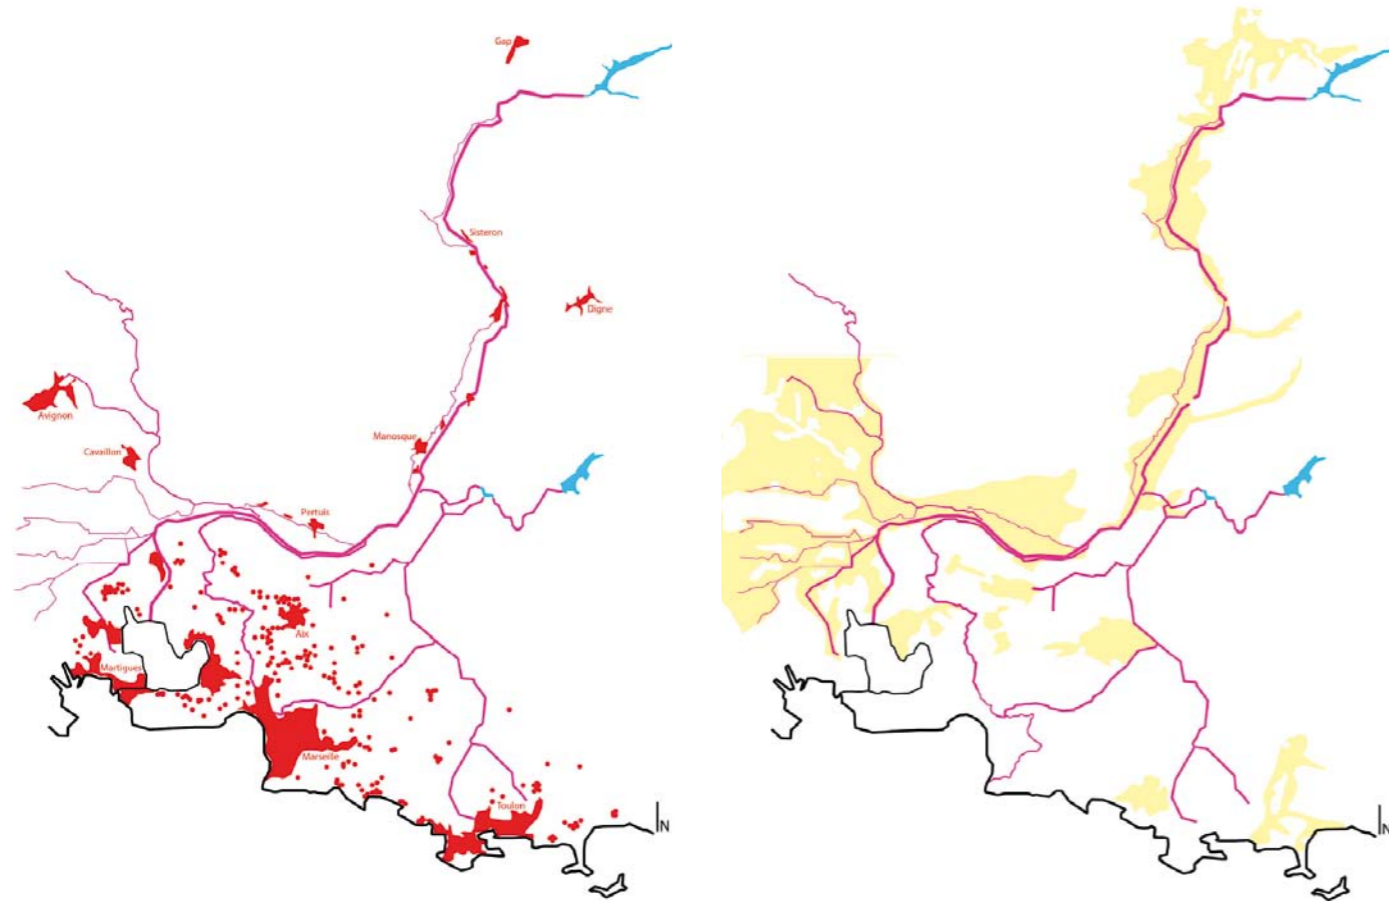 Gap
Sisteron
Digne
Avignon
Manosque
Cavaillon
Pertuis
Aix
Martigues
Marseille
Toulon
N
N